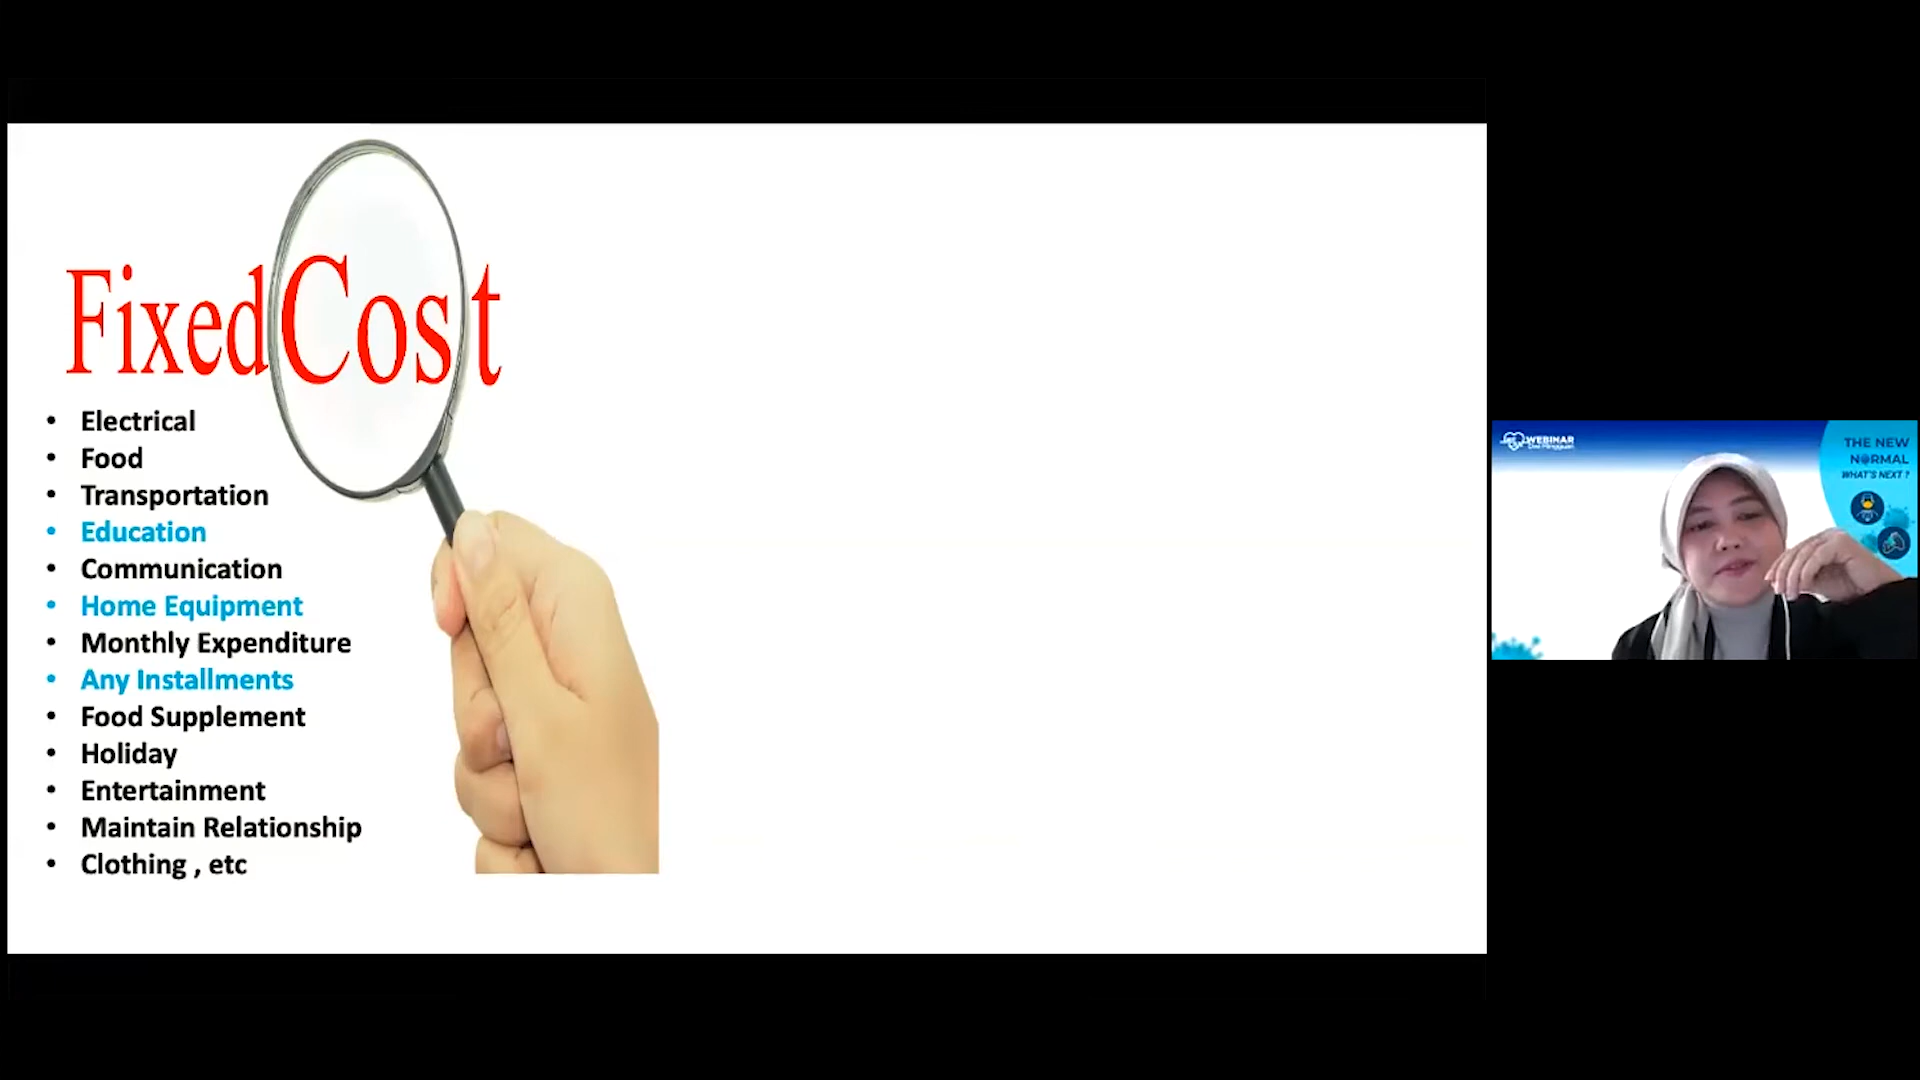 Fixed Cost
• Electrical
• Food
• Transportation
• Education
• Communication
• Home Equipment
• Monthly Expenditure
• Any Installments
• Food Supplement
• Holiday
• Entertainment
• Maintain Relationship
• Clothing , etc
WEBINAR
THE NEW
NORMAL
WHAT'S NEXT ?